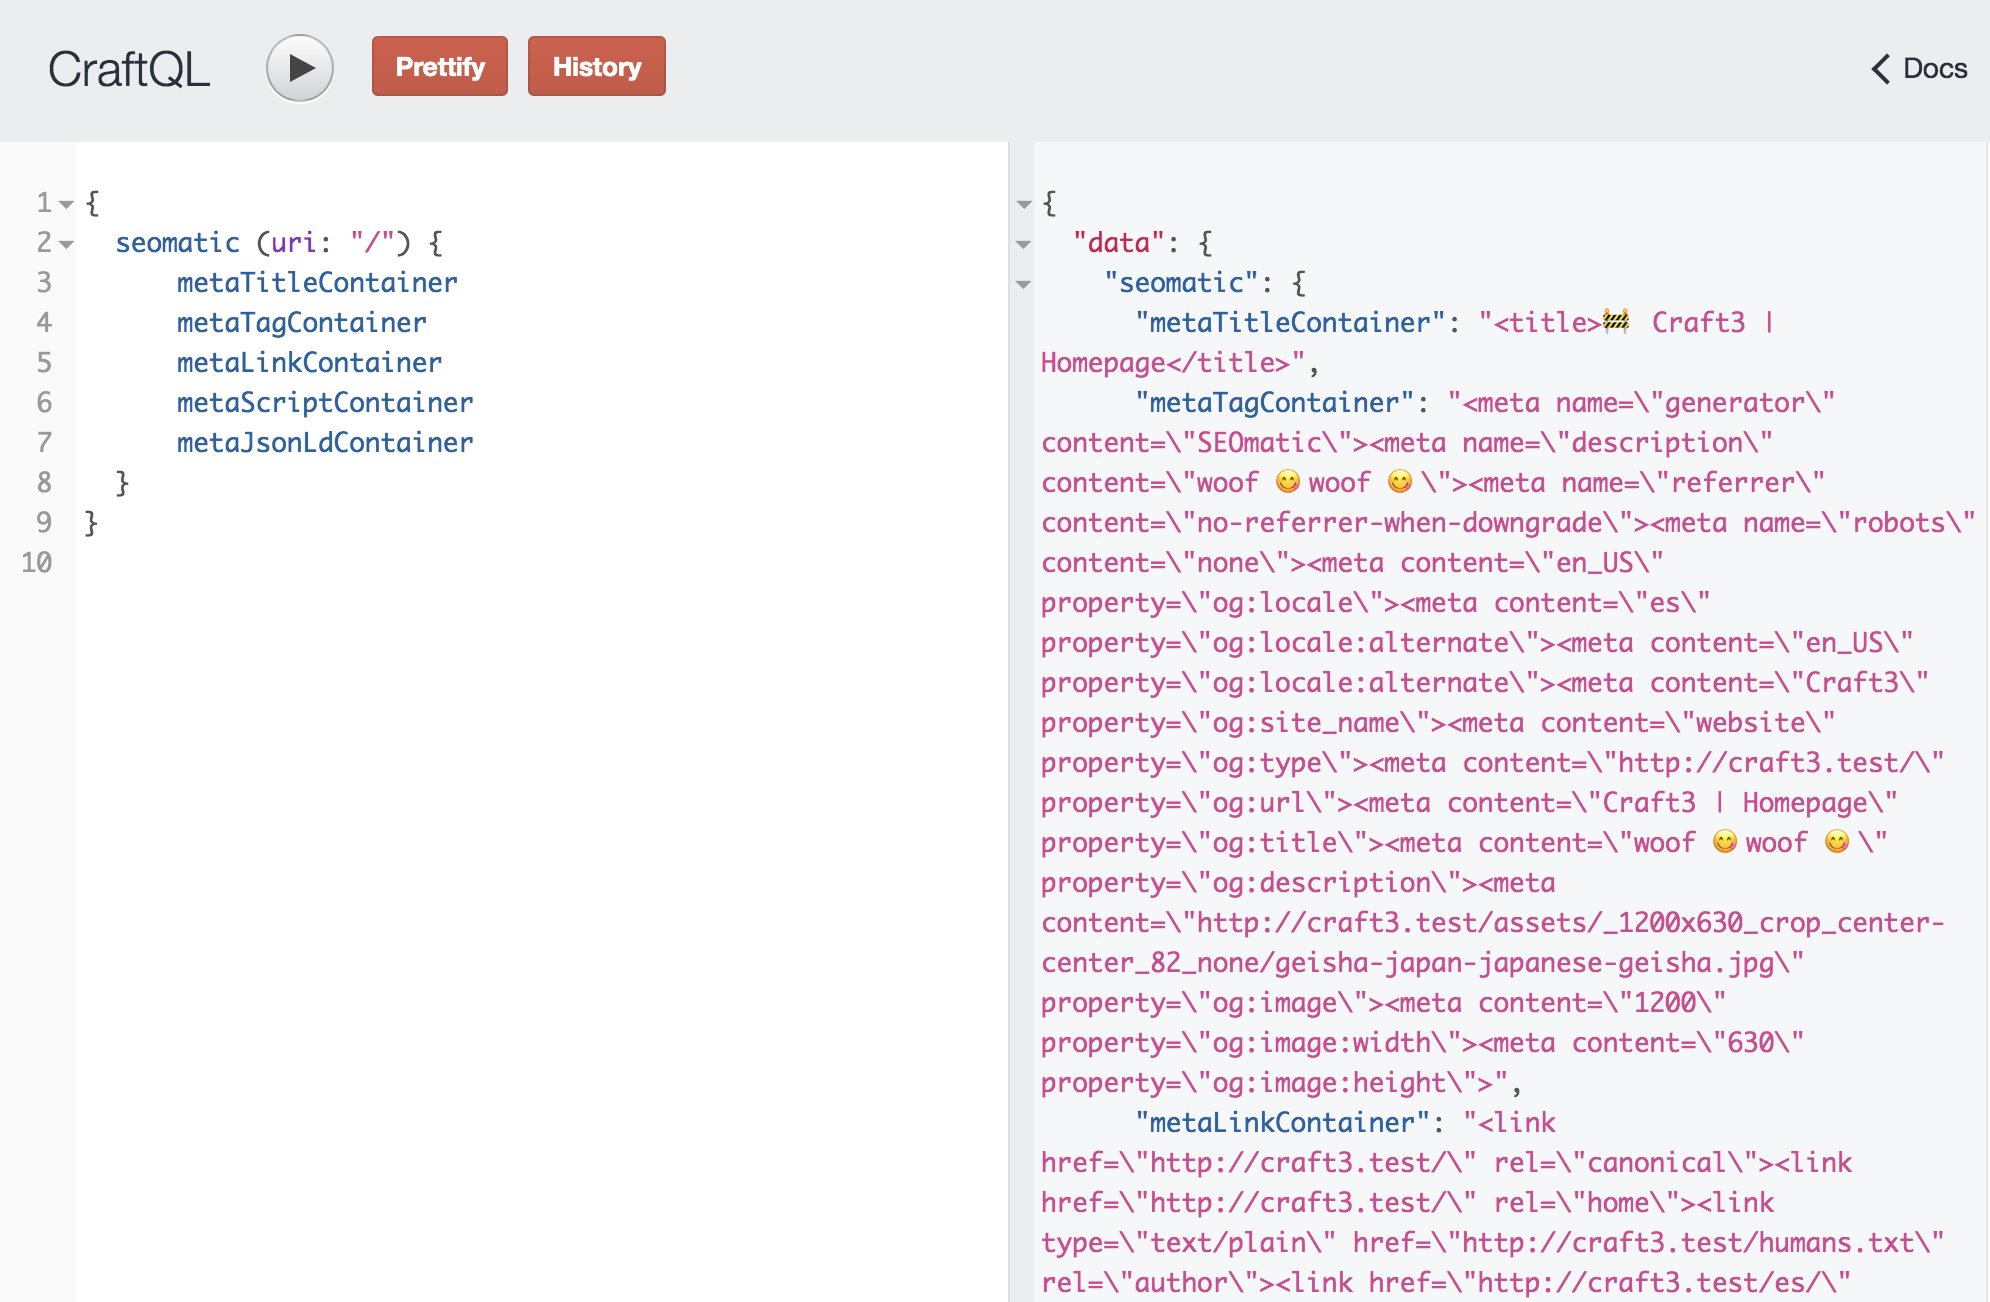 CraftQL
Prettify
History
Docs
1
2
3
4
5
6
7
8
9
10
{
  seomatic (uri: "/") {
      metaTitleContainer
      metaTagContainer
      metaLinkContainer
      metaScriptContainer
      metaJsonLdContainer
  }
}
{
  "data": {
    "seomatic": {
      "metaTitleContainer": "<title>🚧 Craft3 |
Homepage</title>",
      "metaTagContainer": "<meta name=\"generator\"
content=\"SEOmatic\"><meta name=\"description\"
content=\"woof 😋 woof 😋 \"><meta name=\"referrer\"
content=\"no-referrer-when-downgrade\"><meta name=\"robots\"
content=\"none\"><meta content=\"en_US\"
property=\"og:locale\"><meta content=\"es\"
property=\"og:locale:alternate\"><meta content=\"en_US\"
property=\"og:locale:alternate\"><meta content=\"Craft3\"
property=\"og:site_name\"><meta content=\"website\"
property=\"og:type\"><meta content=\"http://craft3.test/\"
property=\"og:url\"><meta content=\"Craft3 | Homepage\"
property=\"og:title\"><meta content=\"woof 😋 woof 😋 \"
property=\"og:description\"><meta
content=\"http://craft3.test/assets/_1200x630_crop_center-
center_82_none/geisha-japan-japanese-geisha.jpg\"
property=\"og:image\"><meta content=\"1200\"
property=\"og:image:width\"><meta content=\"630\"
property=\"og:image:height\">",
      "metaLinkContainer": "<link
href=\"http://craft3.test/\" rel=\"canonical\"><link
href=\"http://craft3.test/\" rel=\"home\"><link
type=\"text/plain\" href=\"http://craft3.test/humans.txt\"
rel=\"author\"><link href=\"http://craft3.test/es/\"